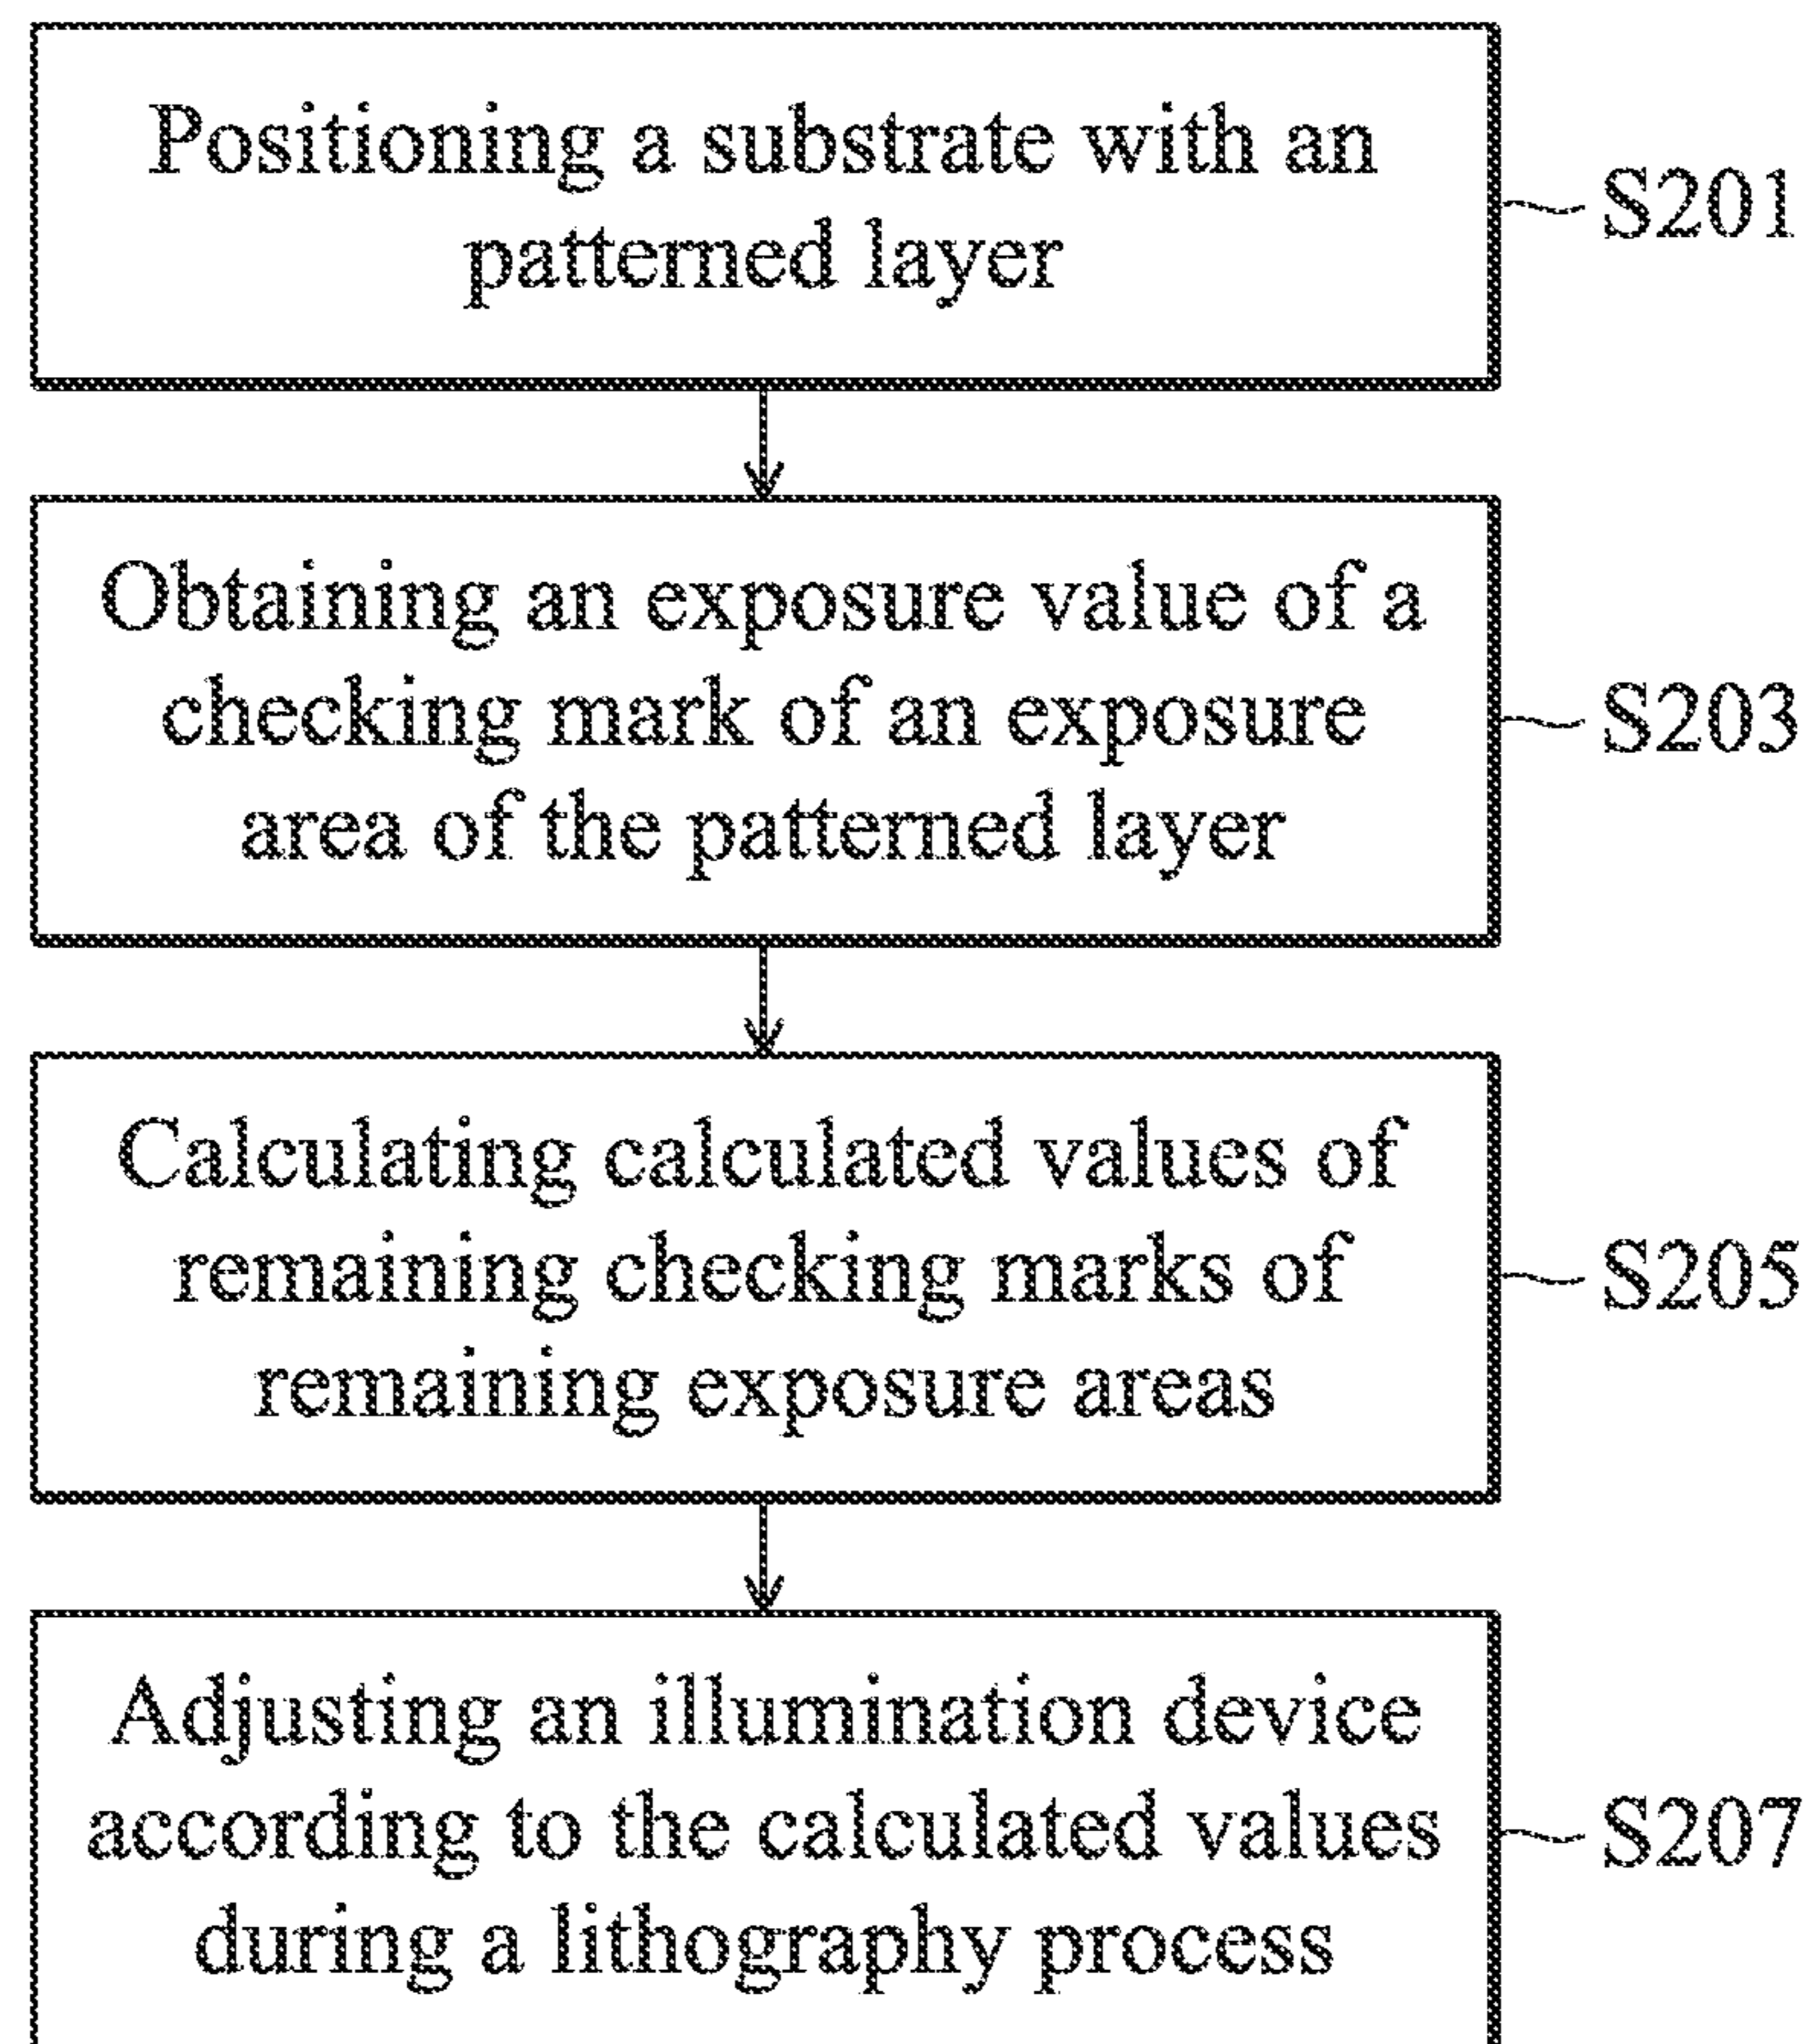 Positioning a substrate with an
patterned layer
S201
Obtaining an exposure value of a
checking mark of an exposure
area of the patterned layer
S203
Calculating calculated values of
remaining checking marks of
remaining exposure areas
S205
Adjusting an illumination device
according to the calculated values
during a lithography process
S207